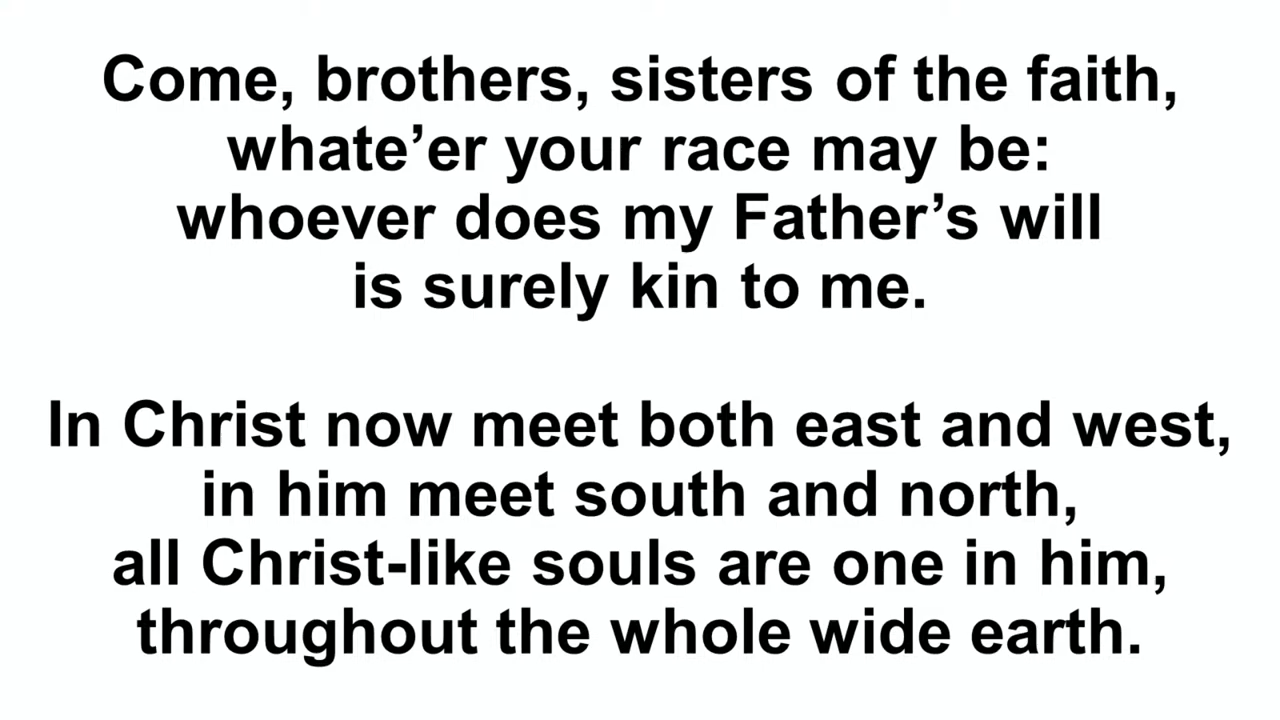 Come, brothers, sisters of the faith,
whate’er your race may be:
whoever does my Father’s will
is surely kin to me.
In Christ now meet both east and west,
in him meet south and north,
all Christ-like souls are one in him,
throughout the whole wide earth.